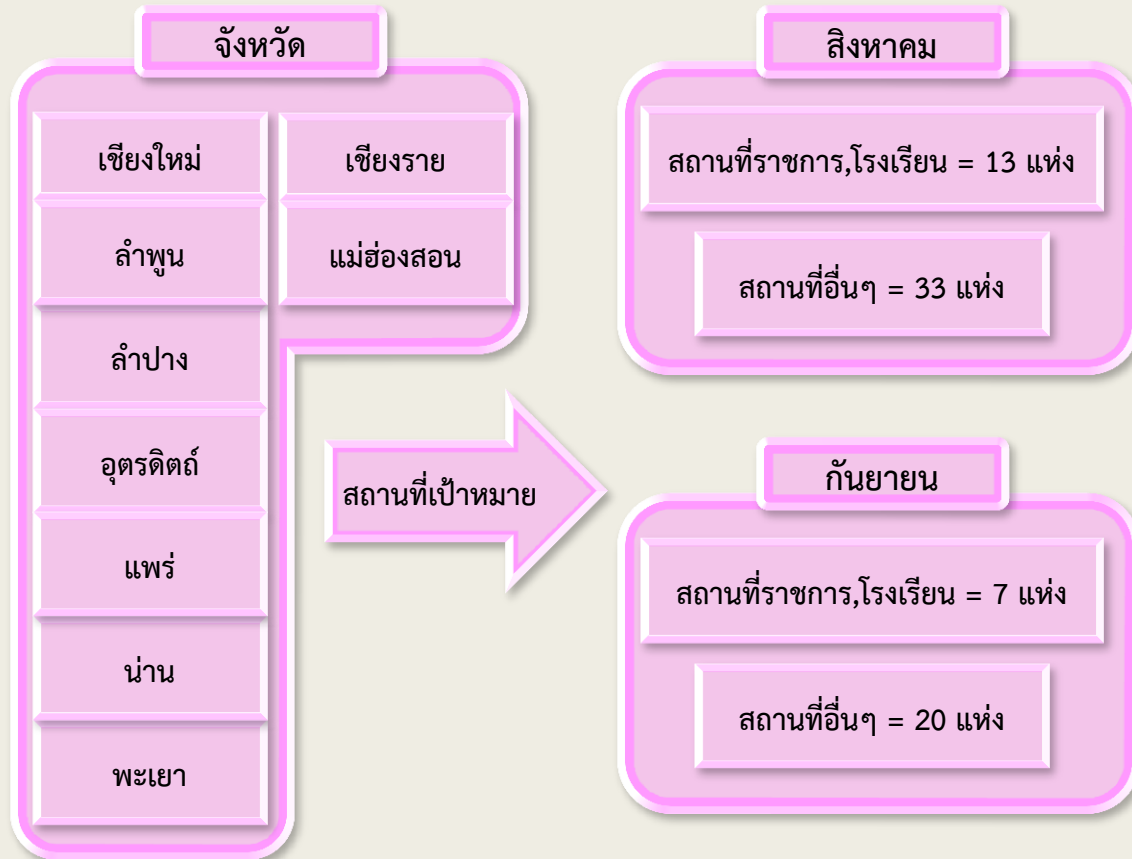 จังหวัด
เชียงใหม่
เชียงราย
ลำพูน
แม่ฮ่องสอน
ลำปาง
อุตรดิตถ์
แพร่
น่าน
พะเยา
สถานที่เป้าหมาย
สิงหาคม
สถานที่ราชการ,โรงเรียน = 13 แห่ง
สถานที่อื่นๆ = 33 แห่ง
กันยายน
สถานที่ราชการ,โรงเรียน = 7 แห่ง
สถานที่อื่นๆ = 20 แห่ง